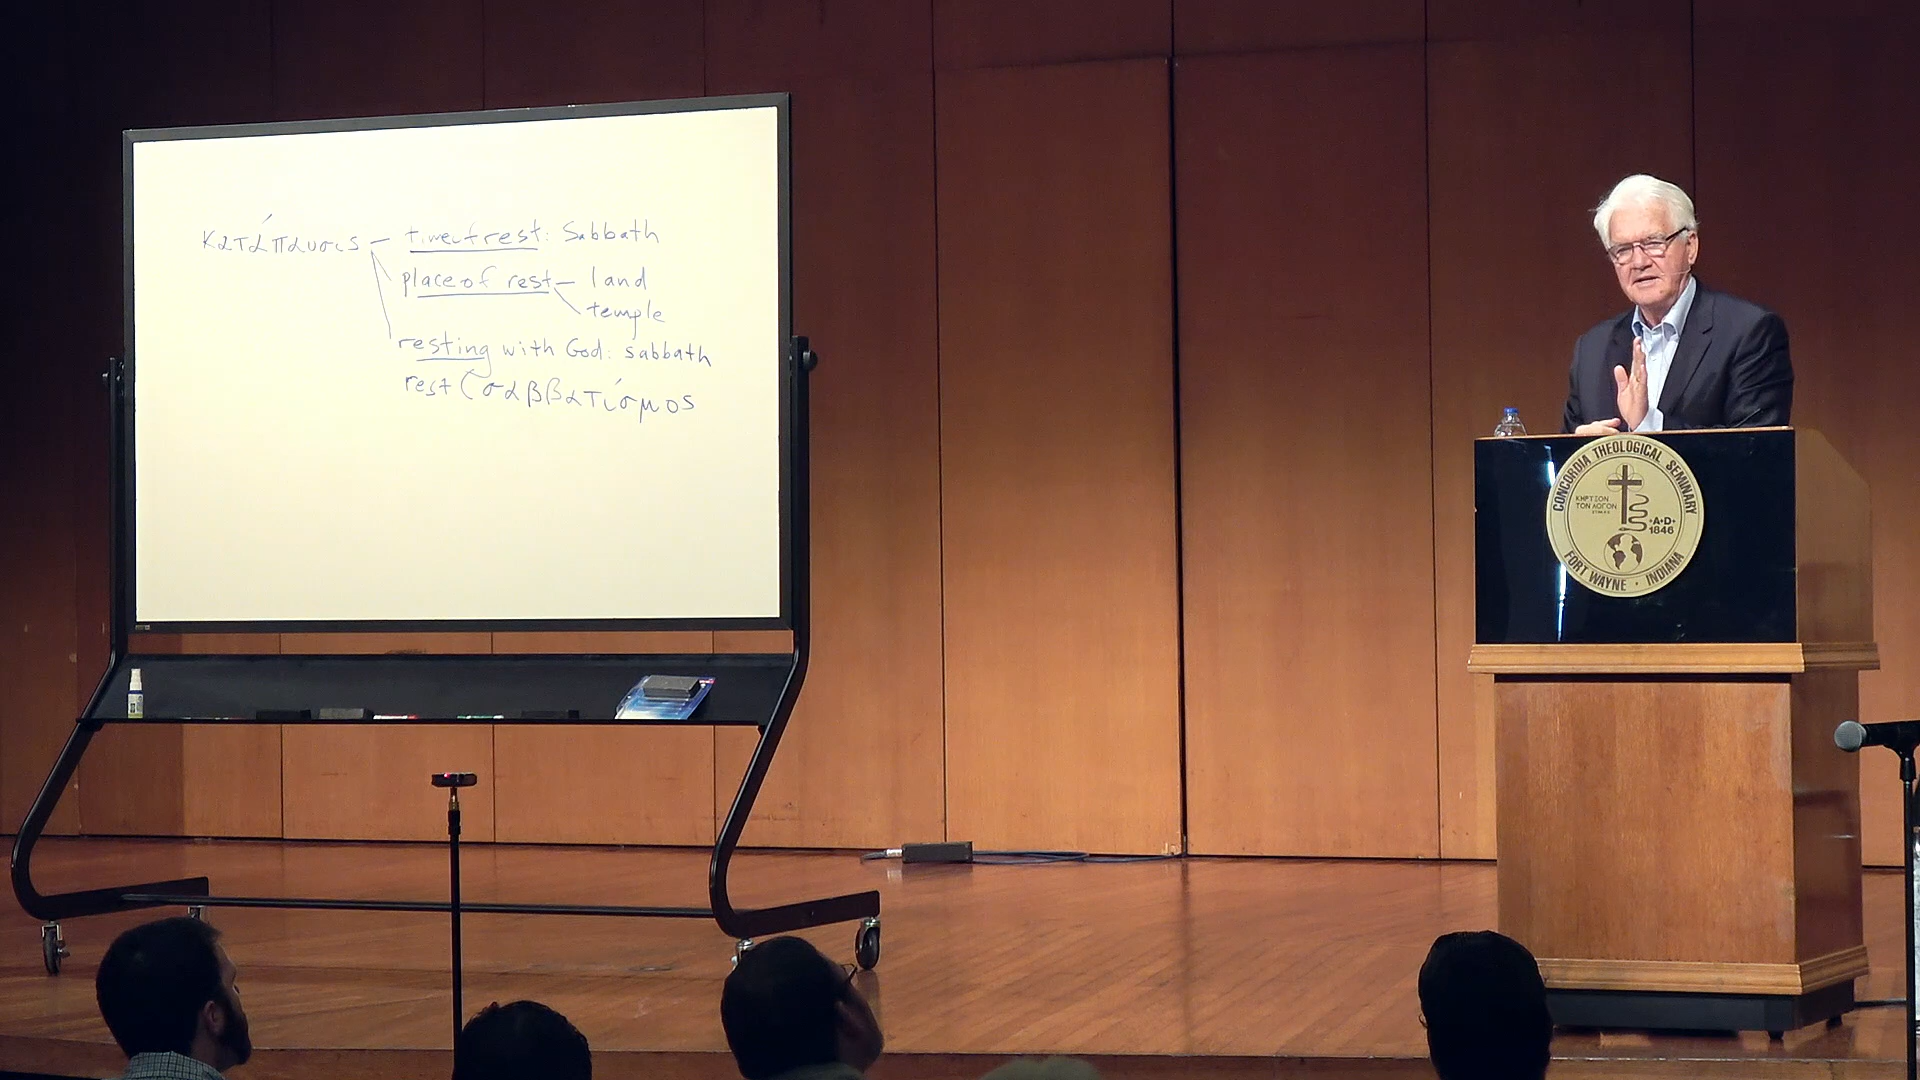 κατάπαυσις – time of rest: Sabbath
place of rest – land
temple
resting with God: sabbath
rest (σαββατίσμος
CONCORDIA THEOLOGICAL SEMINARY
ΚΗΡΥΞΟΝ
ΤΟΝ ΛΟΓΟΝ
A•D•
1846
FORT WAYNE • INDIANA